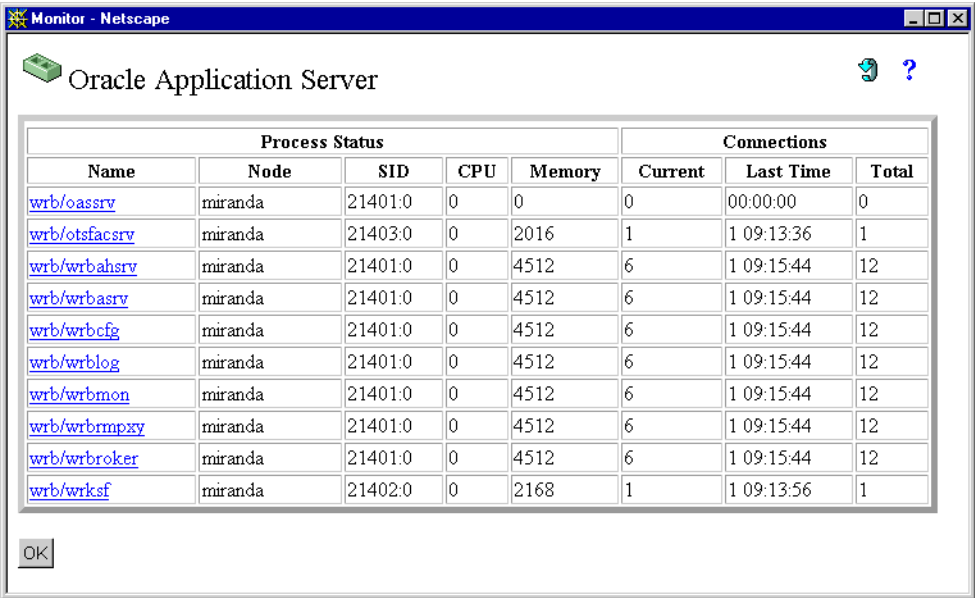 Monitor - Netscape
Oracle Application Server
?
Process Status Connections
Name Node SID CPU Memory Current Last Time Total
wrb/oassrv miranda 21401:0 0 0 0 00:00:00 0
wrb/otsfacsrv miranda 21403:0 0 2016 1 1 09:13:36 1
wrb/wrbahsrv miranda 21401:0 0 4512 6 1 09:15:44 12
wrb/wrbasrv miranda 21401:0 0 4512 6 1 09:15:44 12
wrb/wrbcfg miranda 21401:0 0 4512 6 1 09:15:44 12
wrb/wrblog miranda 21401:0 0 4512 6 1 09:15:44 12
wrb/wrbmon miranda 21401:0 0 4512 6 1 09:15:44 12
wrb/wrbrmpxy miranda 21401:0 0 4512 6 1 09:15:44 12
wrb/wrbroker miranda 21401:0 0 4512 6 1 09:15:44 12
wrb/wrksf miranda 21402:0 0 2168 1 1 09:13:56 1
OK